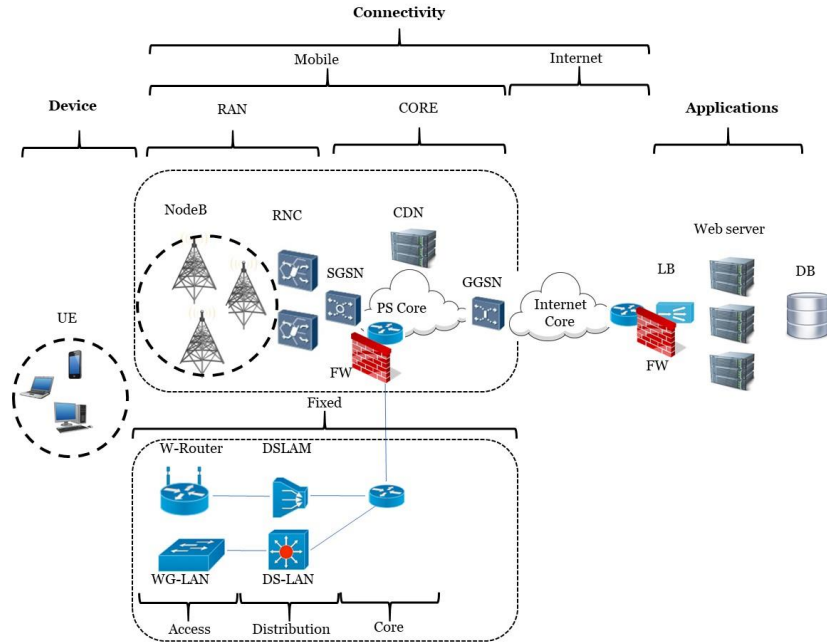 Connectivity
Mobile
Internet
Device
RAN
CORE
Applications
NodeB
RNC
CDN
Web server
SGSN
GGSN
LB
DB
UE
PS Core
Internet
Core
FW
FW
Fixed
W-Router
DSLAM
WG-LAN
DS-LAN
Access
Distribution
Core